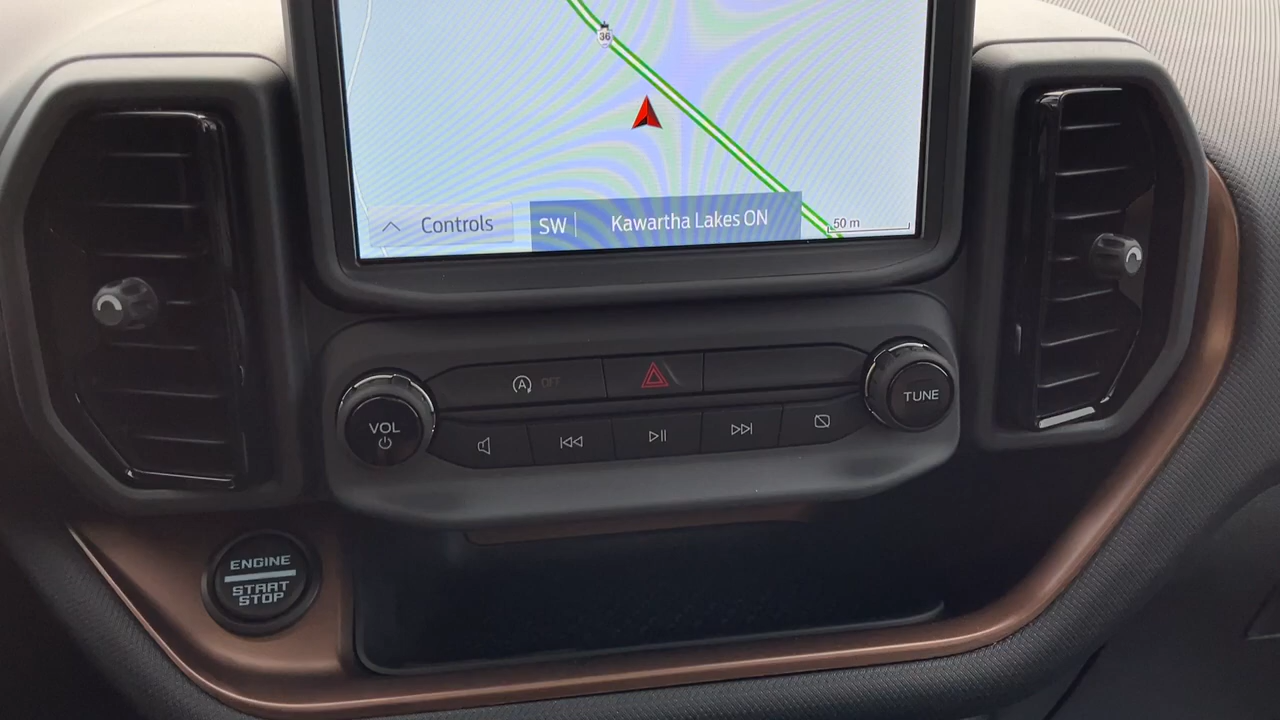 36
Controls
SW
Kawartha Lakes ON
50 m
A OFF
VOL
TUNE
ENGINE
START
STOP